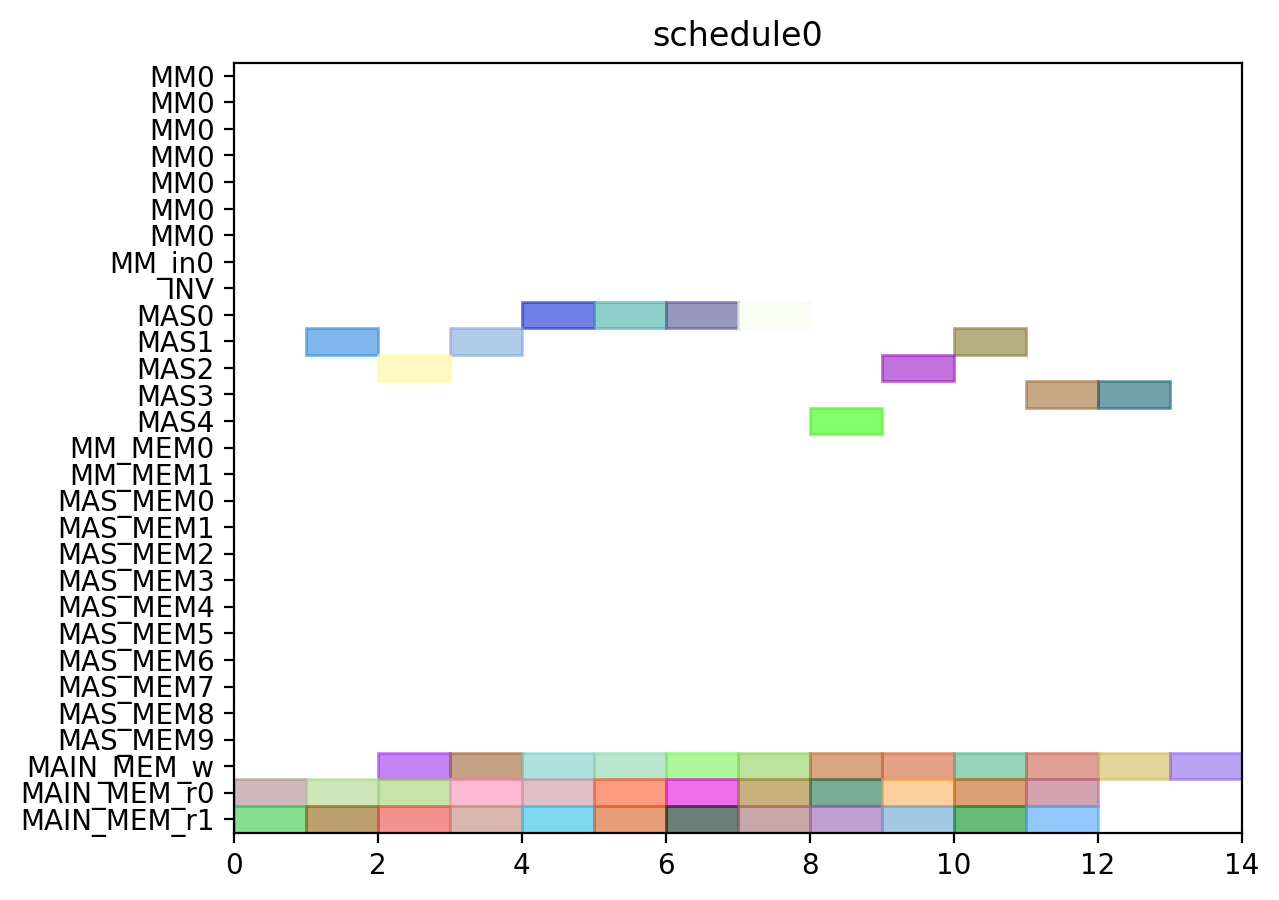 schedule0
MM0
MM0
MM0
MM0
MM0
MM0
MM0
MM_in0
INV
MAS0
MAS1
MAS2
MAS3
MAS4
MM_MEM0
MM_MEM1
MAS_MEM0
MAS_MEM1
MAS_MEM2
MAS_MEM3
MAS_MEM4
MAS_MEM5
MAS_MEM6
MAS_MEM7
MAS_MEM8
MAS_MEM9
MAIN_MEM_w
MAIN_MEM_r0
MAIN_MEM_r1
0 2 4 6 8 10 12 14